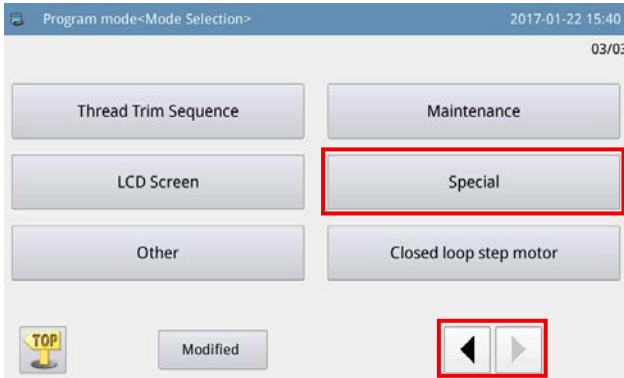 Program mode<Mode Selection>
2017-01-22 15:40
03/03
Thread Trim Sequence
Maintenance
LCD Screen
Special
Other
Closed loop step motor
TOP
Modified